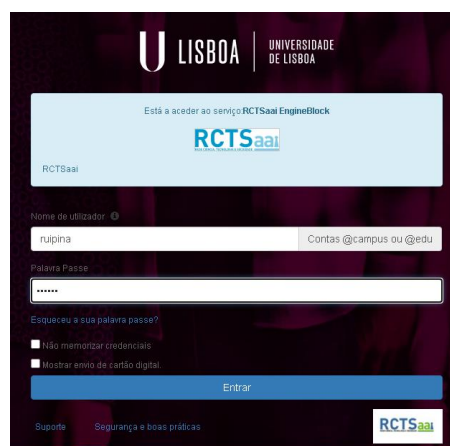 U LISBOA UNIVERSIDADE
DE LISBOA
Está a aceder ao serviço:RCTSaai EngineBlock
RCTSaai
RCTSaai
Nome de utilizador
ruipina
Contas @campus ou @edu
Palavra Passe
••••••
Esqueceu a sua palavra passe?
Não memorizar credenciais
Mostrar envio de cartão digital.
Entrar
Suporte
Segurança e boas práticas
RCTSaai